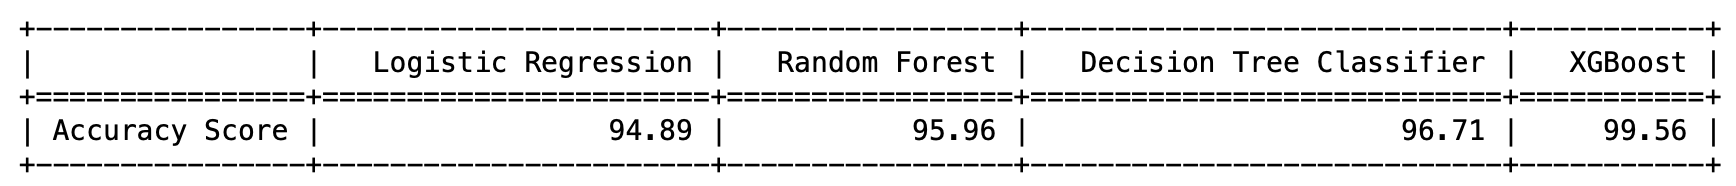 +----------------+-----------------------+-----------------+----------------------------+-----------+
|                |   Logistic Regression |   Random Forest |   Decision Tree Classifier |   XGBoost |
+================+=======================+=================+============================+===========+
| Accuracy Score |                 94.89 |           95.96 |                      96.71 |     99.56 |
+----------------+-----------------------+-----------------+----------------------------+-----------+